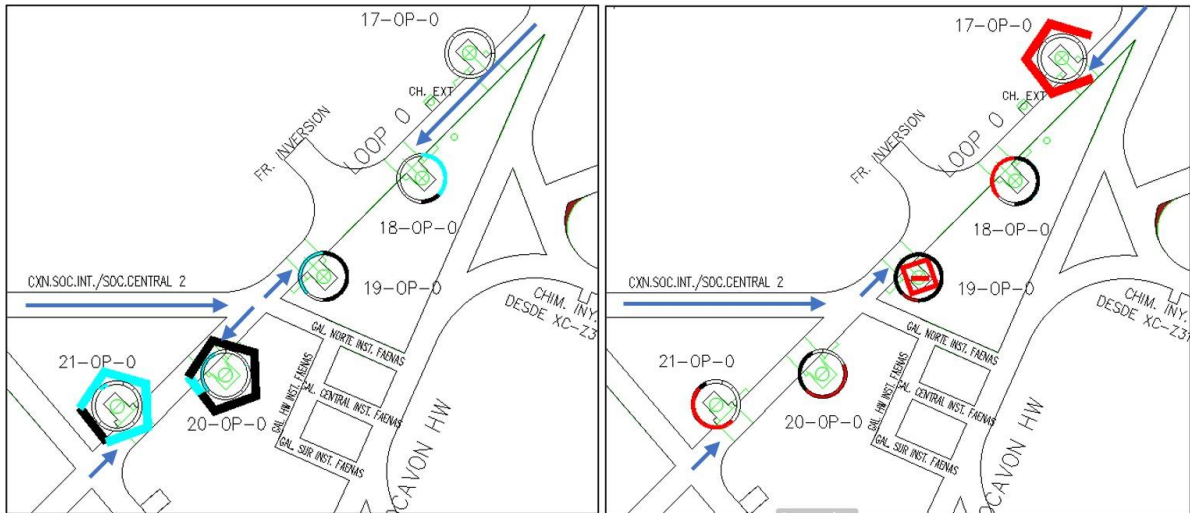 17-OP-0
CH. EXT
LOOP 0
FR. INVERSION
18-OP-0
19-OP-0
CXN.SOC.INT./SOC.CENTRAL 2
21-OP-0
20-OP-0
GAL. NORTE INST. FAENAS
GAL. HW INST. FAENAS
GAL. CENTRAL INST. FAENAS
GAL. SUR INST. FAENAS
CHIM. INY.
DESDE XC-Z3
OCAVON HW
17-OP-0
CH. EXT
LOOP 0
FR. INVERSION
18-OP-0
19-OP-0
CXN.SOC.INT./SOC.CENTRAL 2
21-OP-0
20-OP-0
GAL. NORTE INST. FAENAS
GAL. HW INST. FAENAS
GAL. CENTRAL INST. FAENAS
GAL. SUR INST. FAENAS
CHIM. INY.
DESDE XC-Z3
OCAVON HW